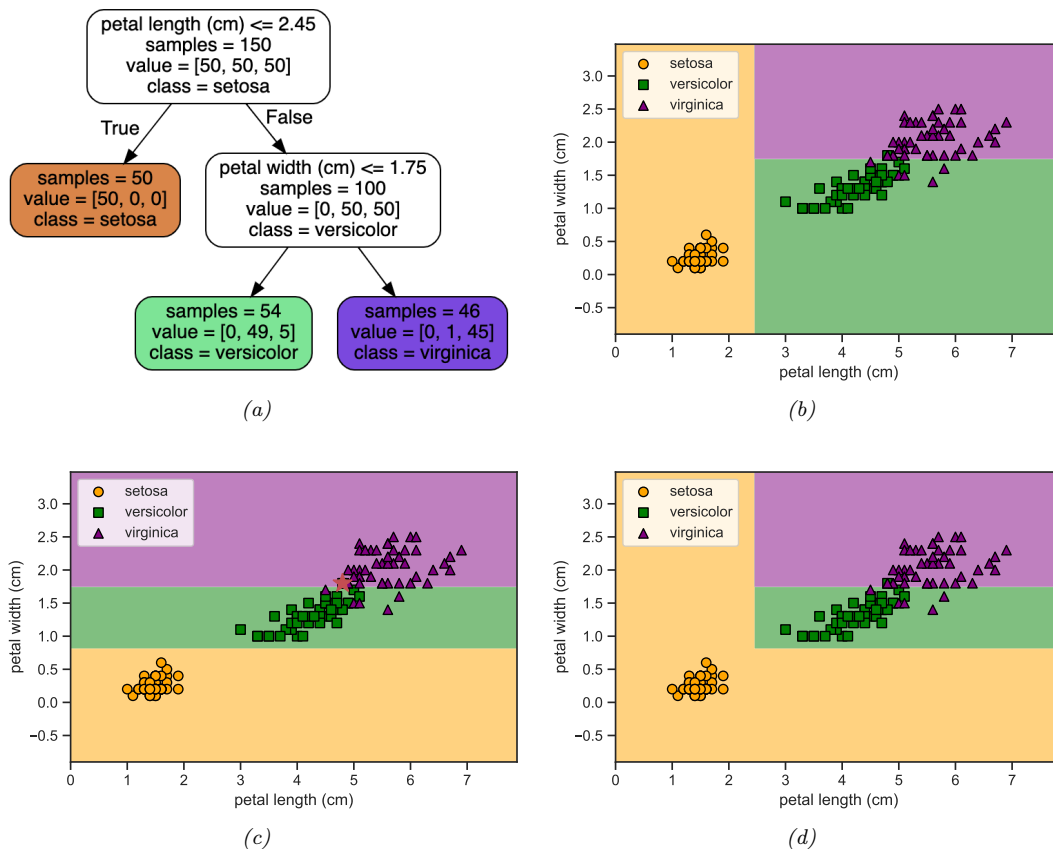 petal length (cm) <= 2.45
samples = 150
value = [50, 50, 50]
class = setosa
True
False
samples = 50
value = [50, 0, 0]
class = setosa
petal width (cm) <= 1.75
samples = 100
value = [0, 50, 50]
class = versicolor
samples = 54
value = [0, 49, 5]
class = versicolor
samples = 46
value = [0, 1, 45]
class = virginica
(a)
setosa
versicolor
virginica
petal width (cm)
3.0
2.5
2.0
1.5
1.0
0.5
0.0
−0.5
0 1 2 3 4 5 6 7
petal length (cm)
(b)
setosa
versicolor
virginica
petal width (cm)
3.0
2.5
2.0
1.5
1.0
0.5
0.0
−0.5
0 1 2 3 4 5 6 7
petal length (cm)
(c)
setosa
versicolor
virginica
petal width (cm)
3.0
2.5
2.0
1.5
1.0
0.5
0.0
−0.5
0 1 2 3 4 5 6 7
petal length (cm)
(d)